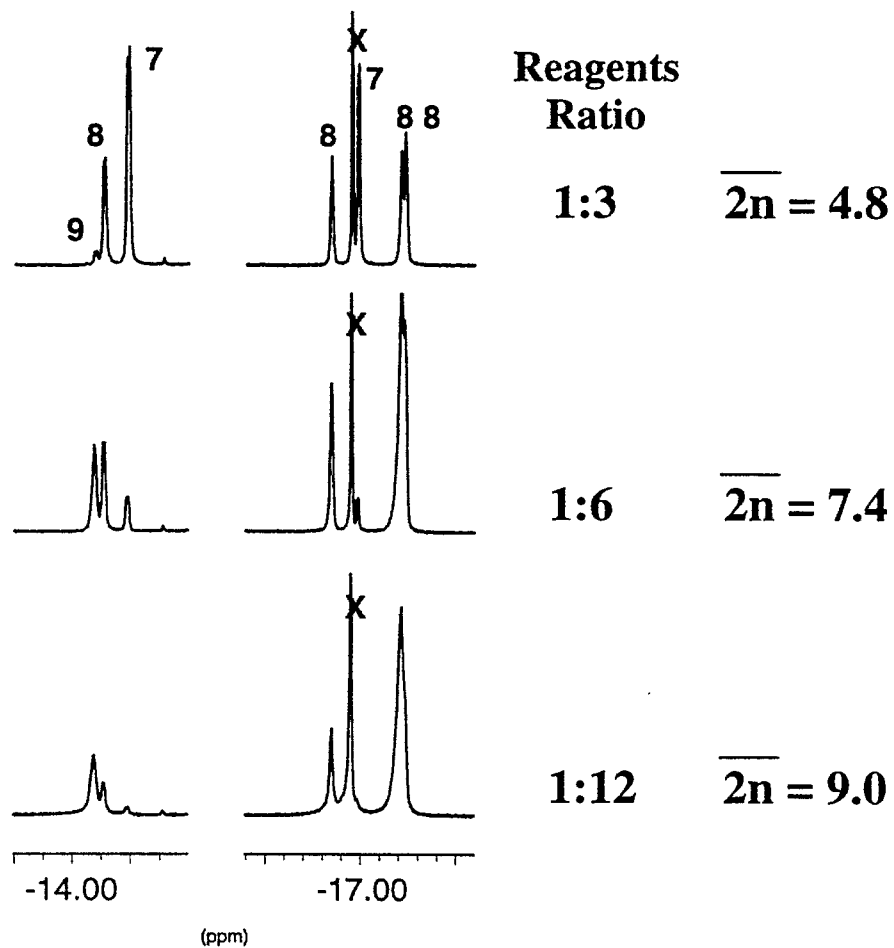 Reagents
Ratio
X
7
7
8
8
8 8
9
1:3
2n = 4.8
X
1:6
2n = 7.4
X
1:12
2n = 9.0
-14.00
-17.00
(ppm)